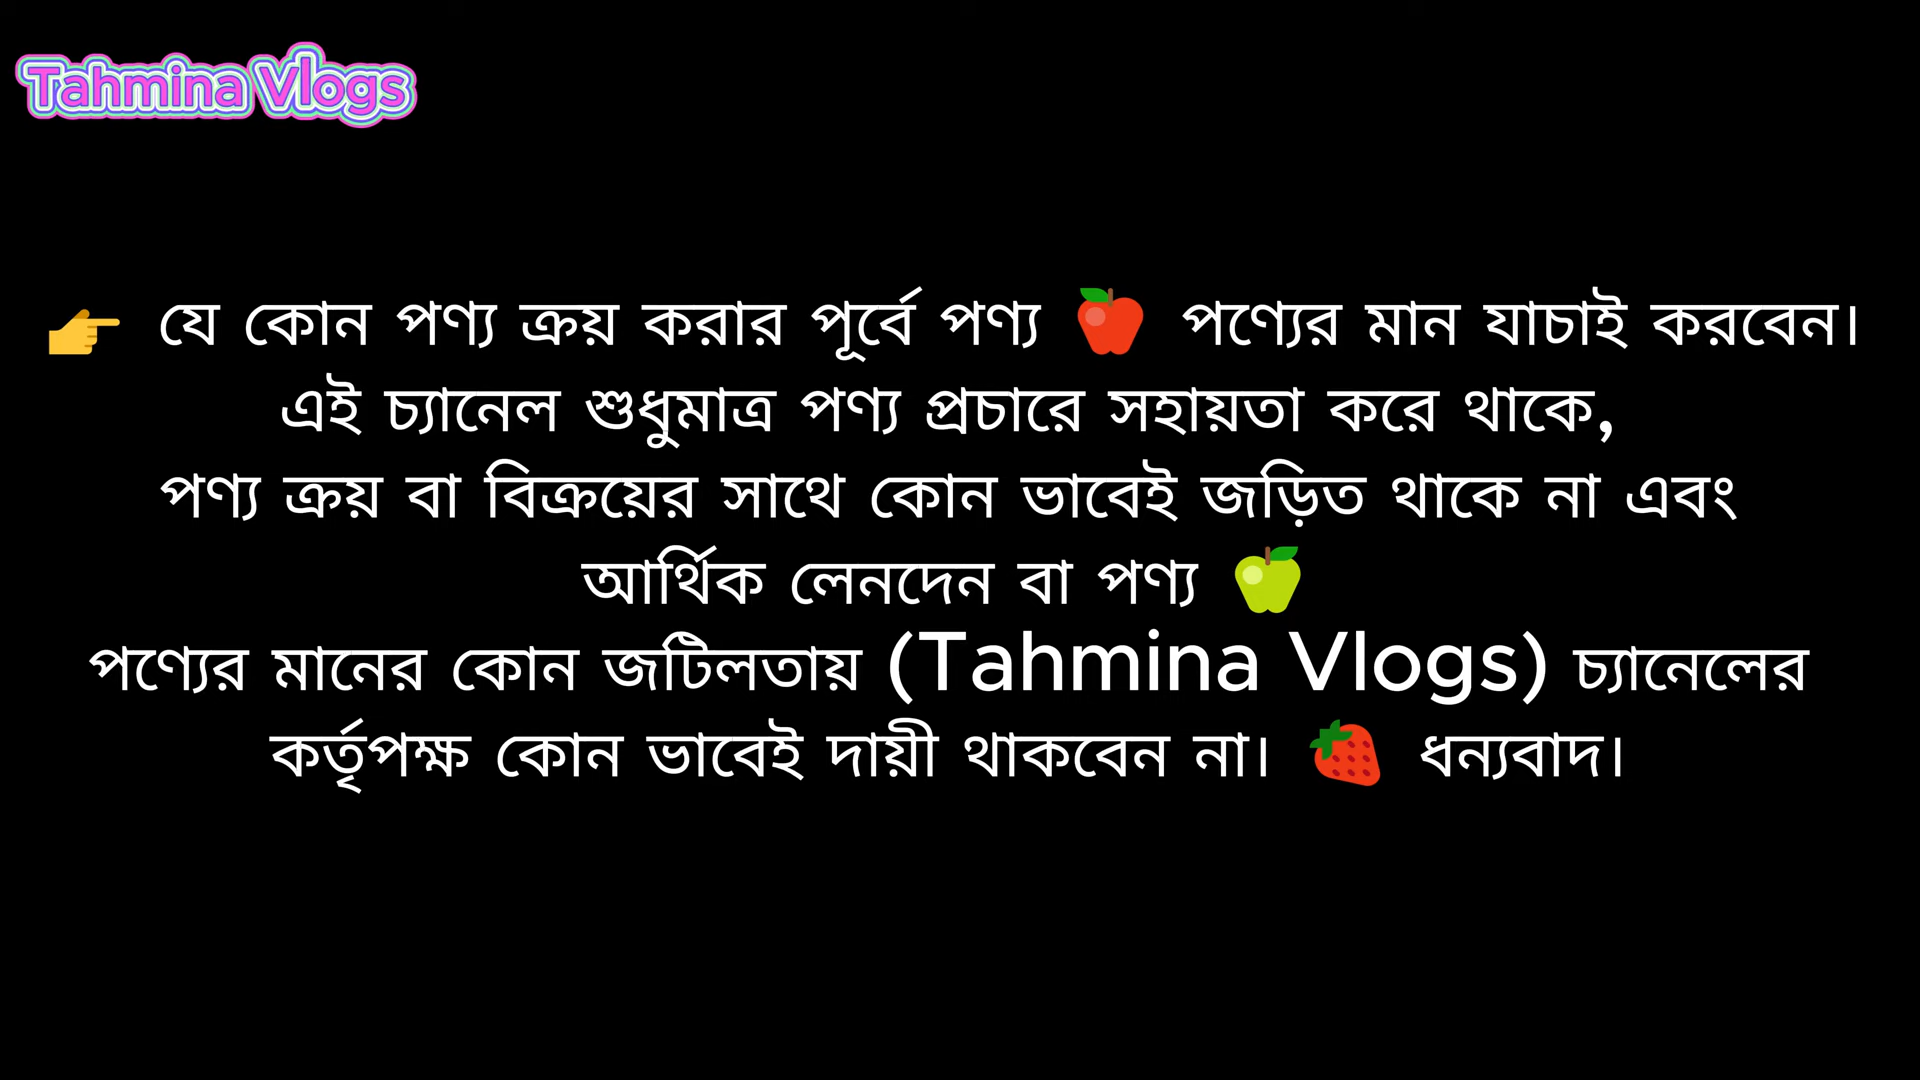 Tahmina Vlogs
👉 যে কোন পণ্য ক্রয় করার পূর্বে পণ্য 🍎 পণ্যের মান যাচাই করবেন।
এই চ্যানেল শুধুমাত্র পণ্য প্রচারে সহায়তা করে থাকে,
পণ্য ক্রয় বা বিক্রয়ের সাথে কোন ভাবেই জড়িত থাকে না এবং
আর্থিক লেনদেন বা পণ্য 🍏
পণ্যের মানের কোন জটিলতায় (Tahmina Vlogs) চ্যানেলের
কর্তৃপক্ষ কোন ভাবেই দায়ী থাকবেন না। 🍓 ধন্যবাদ।